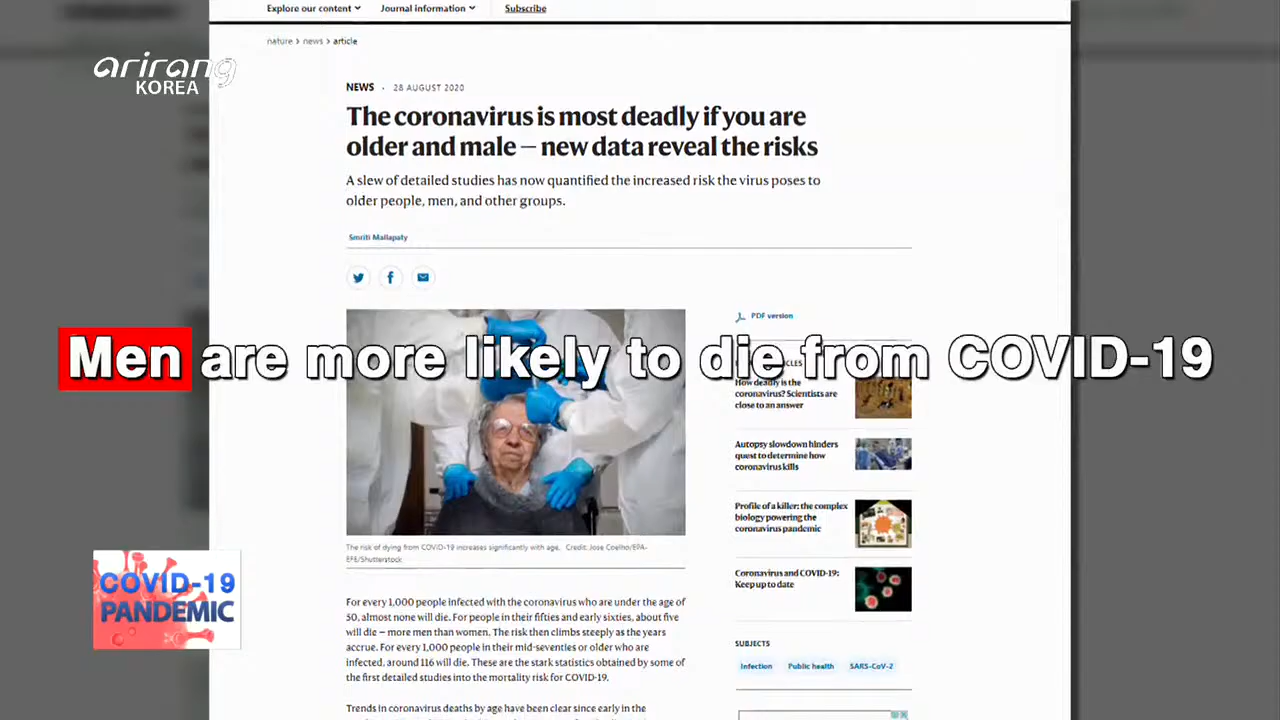 Explore our content Journal information Subscribe
nature > news > article
arirang
KOREA
NEWS · 28 AUGUST 2020
The coronavirus is most deadly if you are
older and male — new data reveal the risks
A slew of detailed studies has now quantified the increased risk the virus poses to
older people, men, and other groups.
Smriti Mallapaty
PDF version
Men are more likely to die from COVID-19
How deadly is the
coronavirus? Scientists are
close to an answer
Autopsy slowdown hinders
quest to determine how
coronavirus kills
Profile of a killer: the complex
biology powering the
coronavirus pandemic
Coronavirus and COVID-19:
Keep up to date
The risk of dying from COVID-19 increases significantly with age. Credit: Jose Coelho/EPA-
EFE/Shutterstock
COVID-19
PANDEMIC
For every 1,000 people infected with the coronavirus who are under the age of
50, almost none will die. For people in their fifties and early sixties, about five
will die — more men than women. The risk then climbs steeply as the years
accrue. For every 1,000 people in their mid-seventies or older who are
infected, around 116 will die. These are the stark statistics obtained by some of
the first detailed studies into the mortality risk for COVID-19.
Trends in coronavirus deaths by age have been clear since early in the
SUBJECTS
Infection Public health SARS-CoV-2